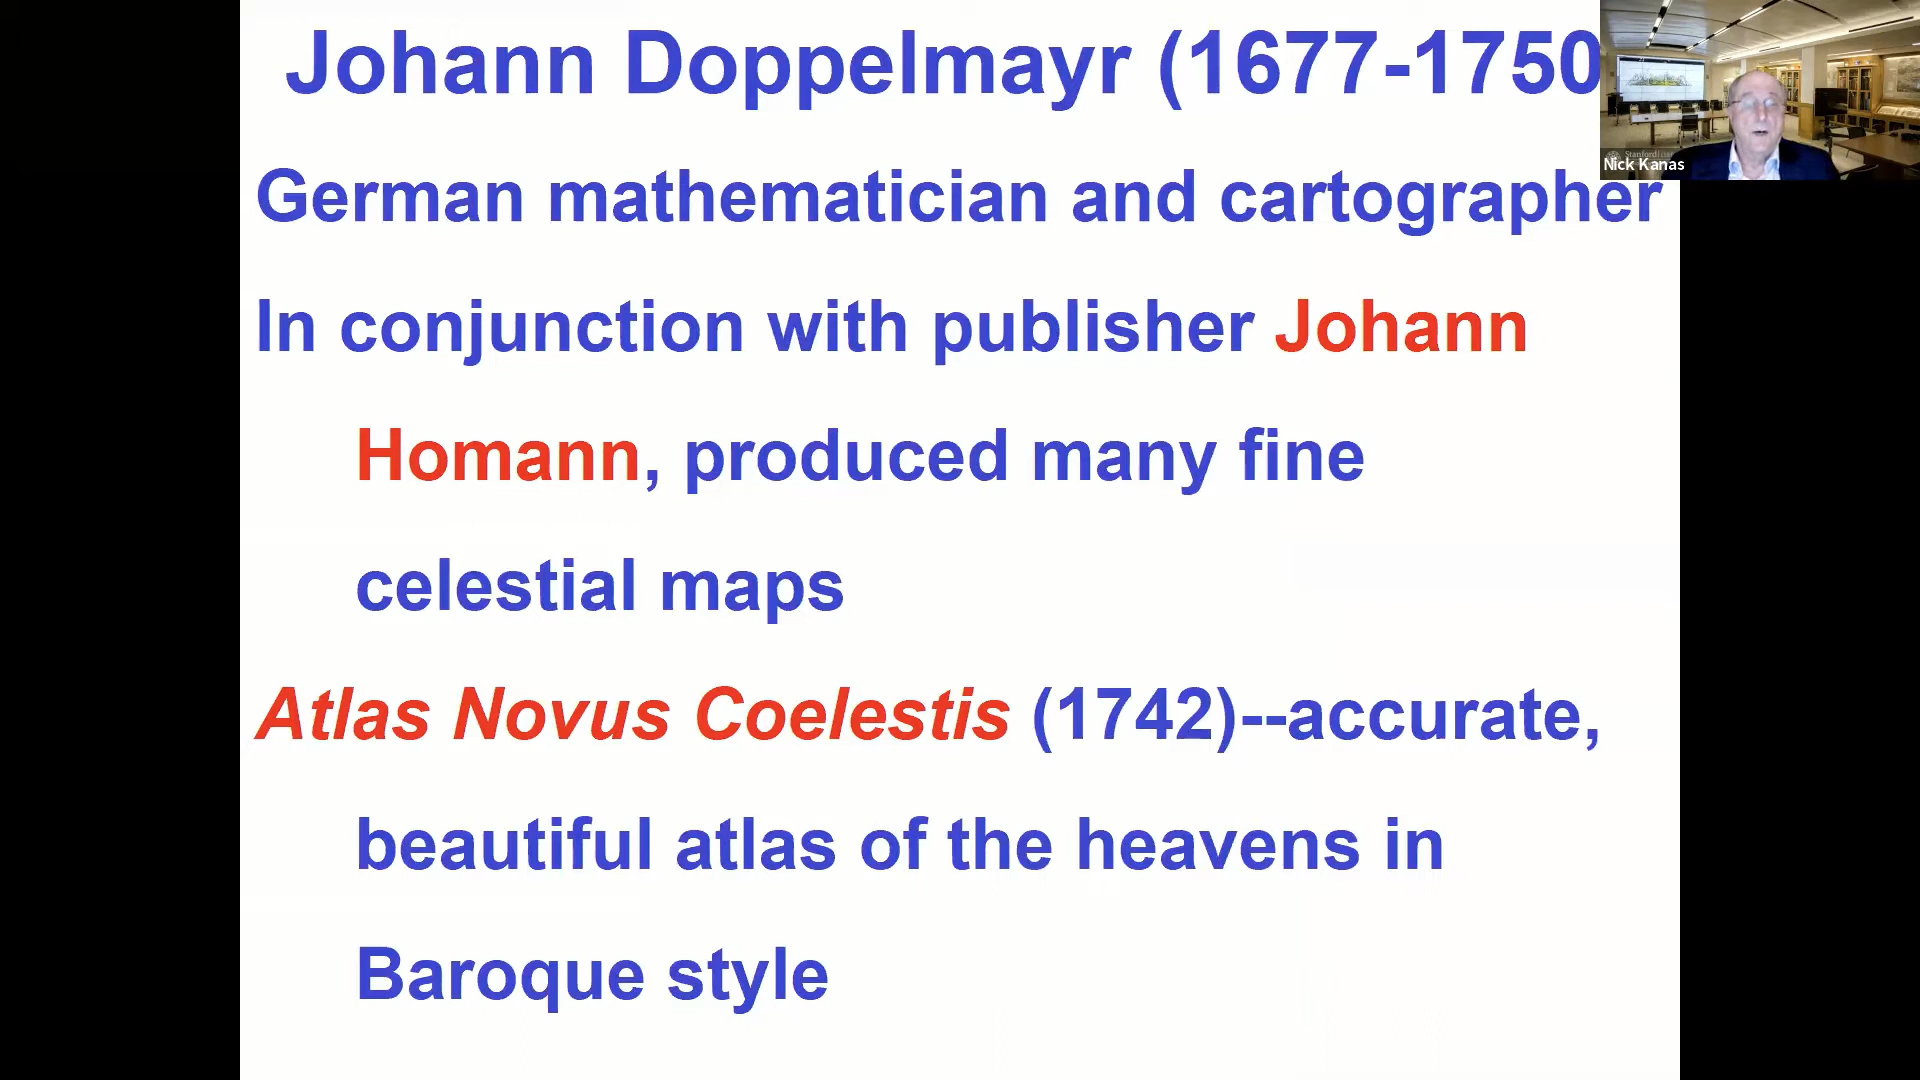 Johann Doppelmayr (1677-1750
German mathematician and cartographer
In conjunction with publisher Johann
Homann, produced many fine
celestial maps
Atlas Novus Coelestis (1742)--accurate,
beautiful atlas of the heavens in
Baroque style
Stanford
Nick Kanas